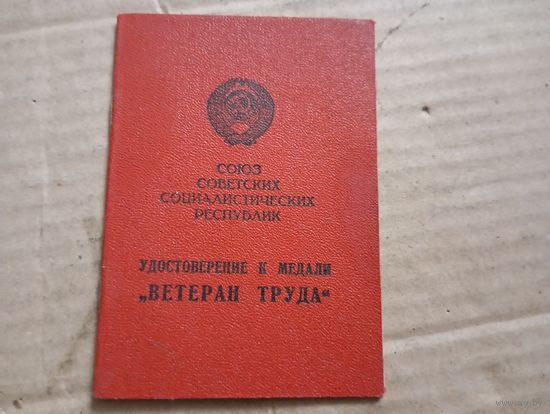 СОЮЗ
СОВЕТСКИХ
СОЦИАЛИСТИЧЕСКИХ
РЕСПУБЛИК
УДОСТОВЕРЕНИЕ К МЕДАЛИ
„ВЕТЕРАН ТРУДА“